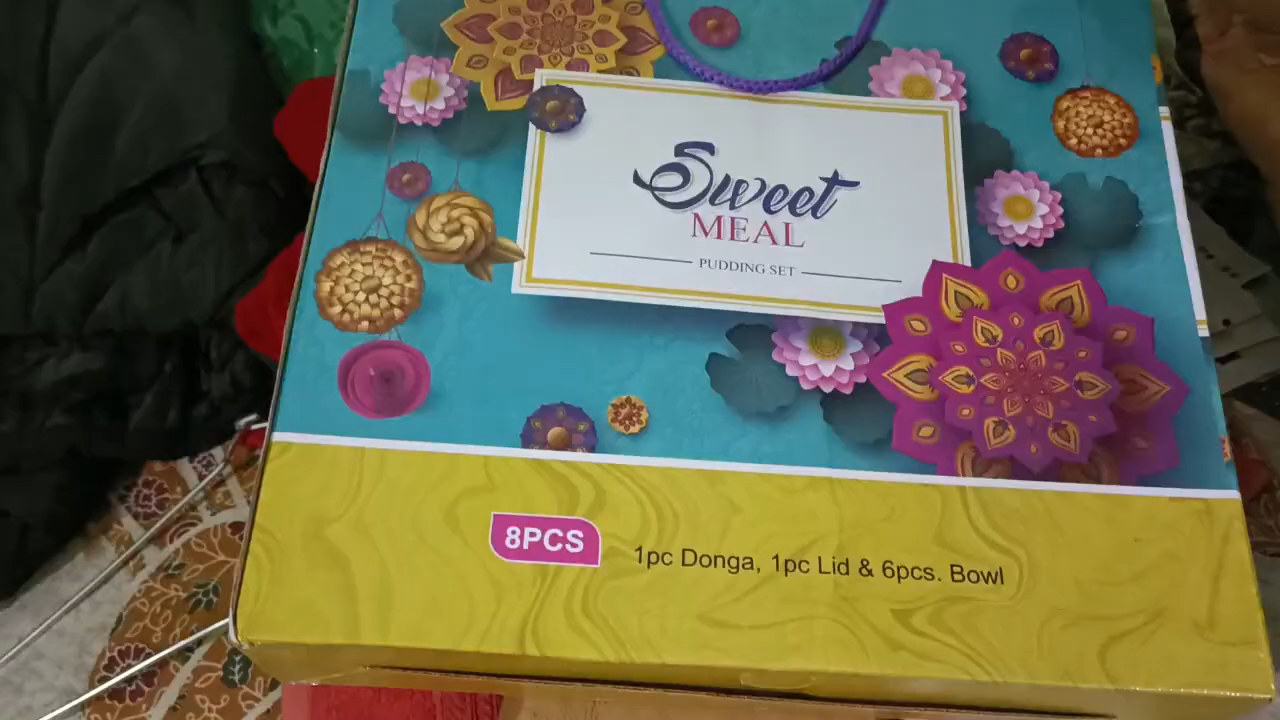 Sweet
MEAL
PUDDING SET
8PCS
1pc Donga, 1pc Lid & 6pcs. Bowl